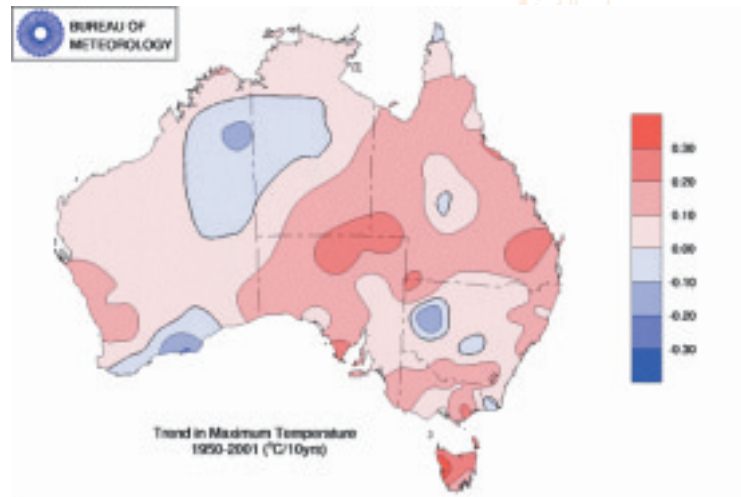 BUREAU OF
METEOROLOGY
0.30
0.20
0.10
0.00
-0.10
-0.20
-0.30
Trend in Maximum Temperature
1950-2001 (°C/10yrs)